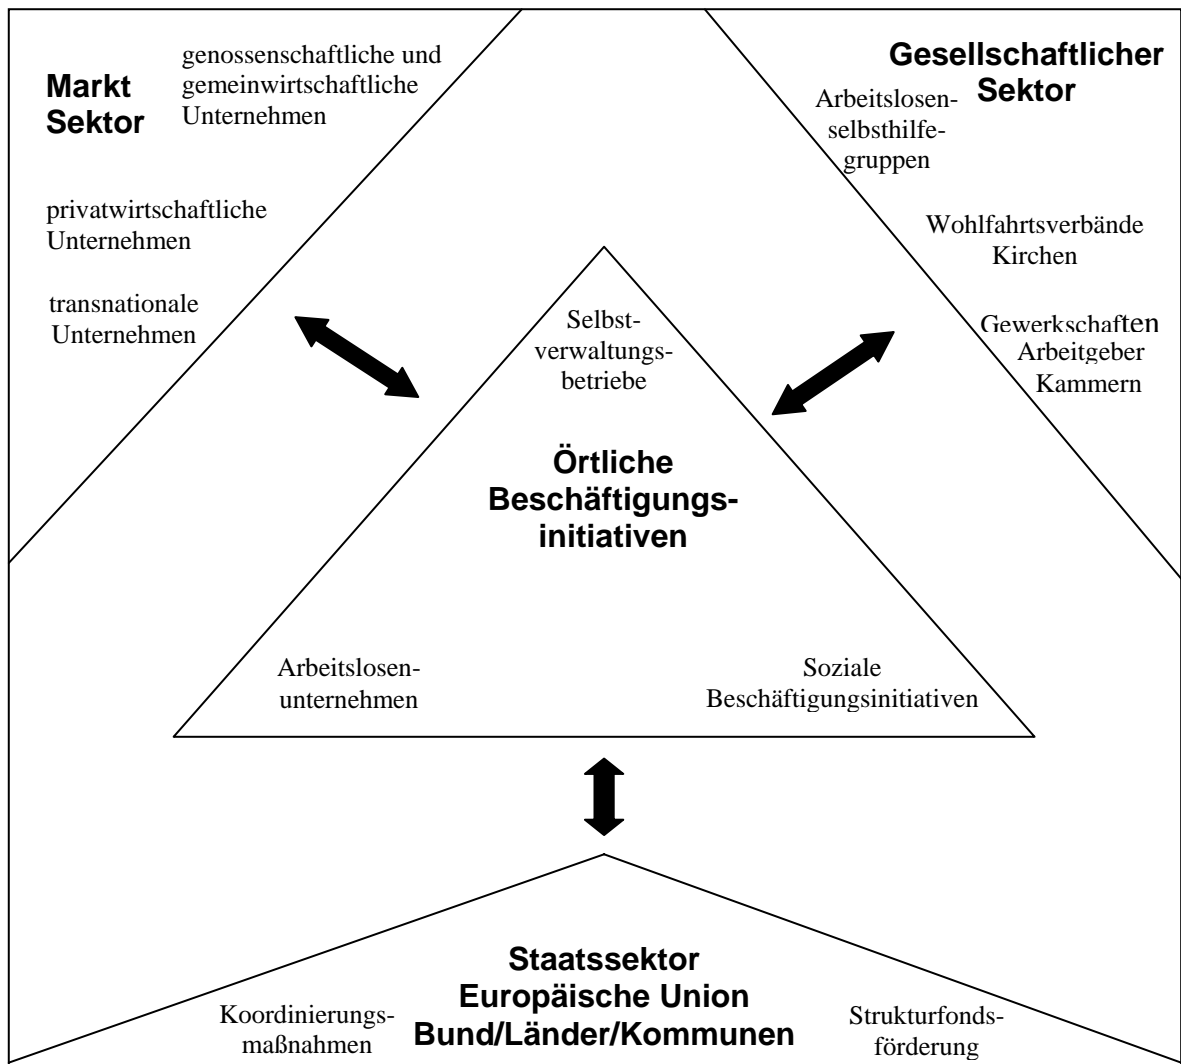 Markt
Sektor
genossenschaftliche und
gemeinwirtschaftliche
Unternehmen
privatwirtschaftliche
Unternehmen
transnationale
Unternehmen
Gesellschaftlicher
Sektor
Arbeitslosen-
selbsthilfe-
gruppen
Wohlfahrtsverbände
Kirchen
Gewerkschaften
Arbeitgeber
Kammern
Selbst-
verwaltungs-
betriebe
Örtliche
Beschäftigungs-
initiativen
Arbeitslosen-
unternehmen
Soziale
Beschäftigungsinitiativen
Staatssektor
Europäische Union
Bund/Länder/Kommunen
Koordinierungs-
maßnahmen
Strukturfonds-
förderung